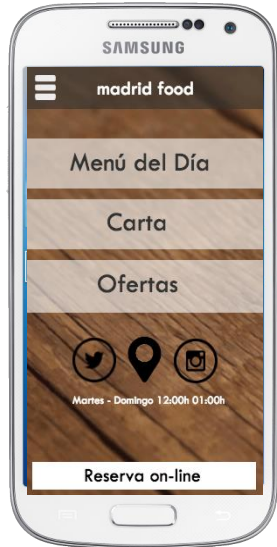 SAMSUNG
madrid food
Menú del Día
Carta
Ofertas
Martes - Domingo 12:00h 01:00h
Reserva on-line